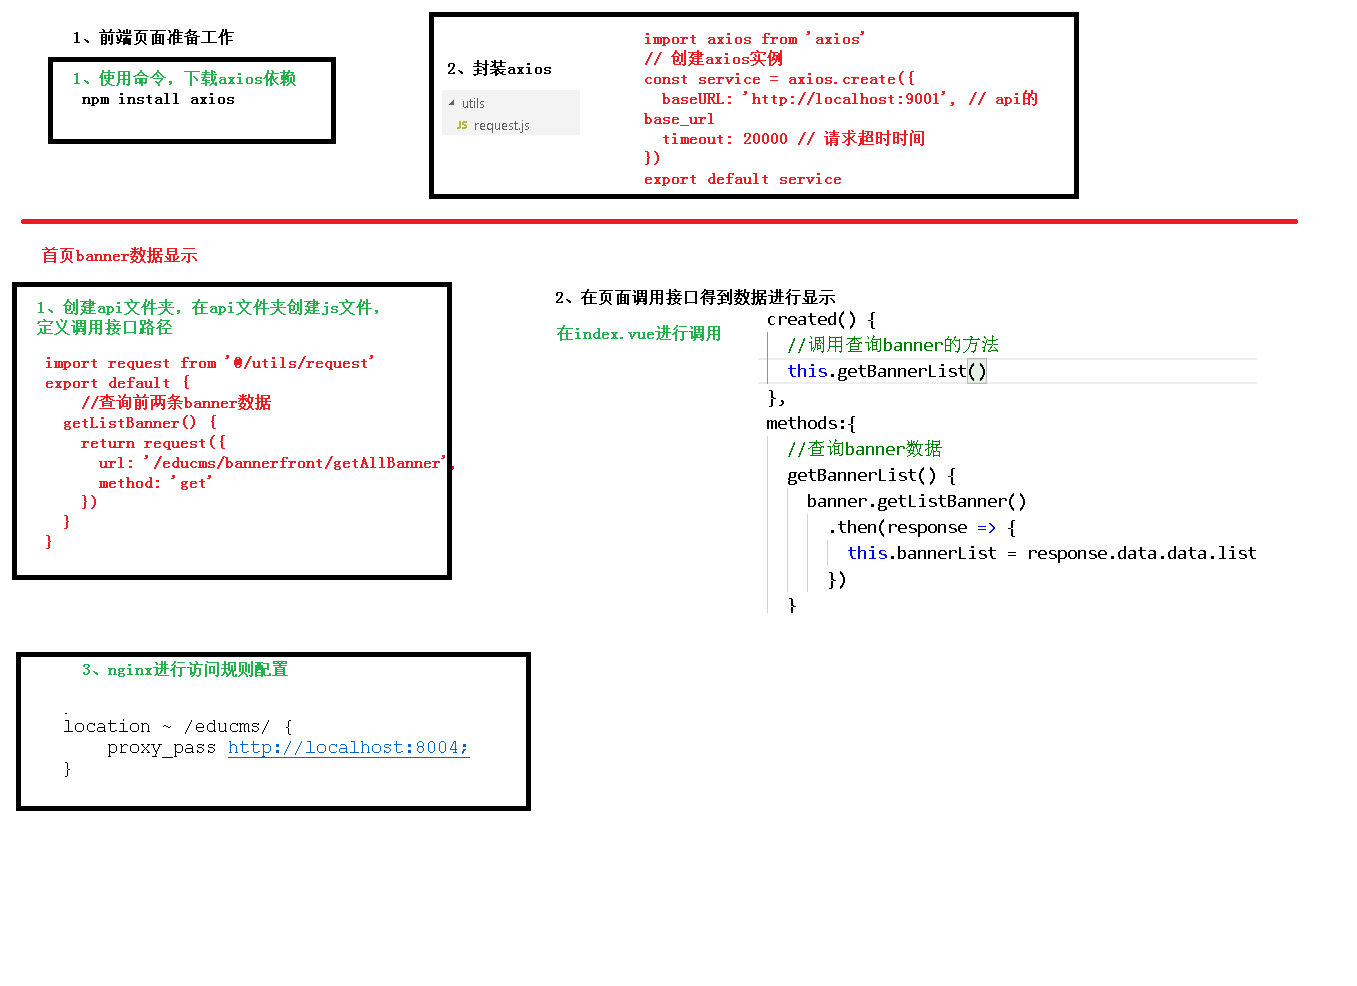 1、前端页面准备工作
1、使用命令，下载axios依赖
npm install axios
2、封装axios
utils
JS request.js
import axios from 'axios'
// 创建axios实例
const service = axios.create({
  baseURL: 'http://localhost:9001', // api的
base_url
  timeout: 20000 // 请求超时时间
})
export default service
首页banner数据显示
1、创建api文件夹，在api文件夹创建js文件，
定义调用接口路径
import request from '@/utils/request'
export default {
    //查询前两条banner数据
  getListBanner() {
    return request({
      url: '/educms/bannerfront/getAllBanner',
      method: 'get'
    })
  }
}
2、在页面调用接口得到数据进行显示
在index.vue进行调用
created() {
  //调用查询banner的方法
  this.getBannerList()
},
methods:{
  //查询banner数据
  getBannerList() {
    banner.getListBanner()
      .then(response => {
        this.bannerList = response.data.data.list
      })
  }
3、nginx进行访问规则配置
location ~ /educms/ {
    proxy_pass http://localhost:8004;
}